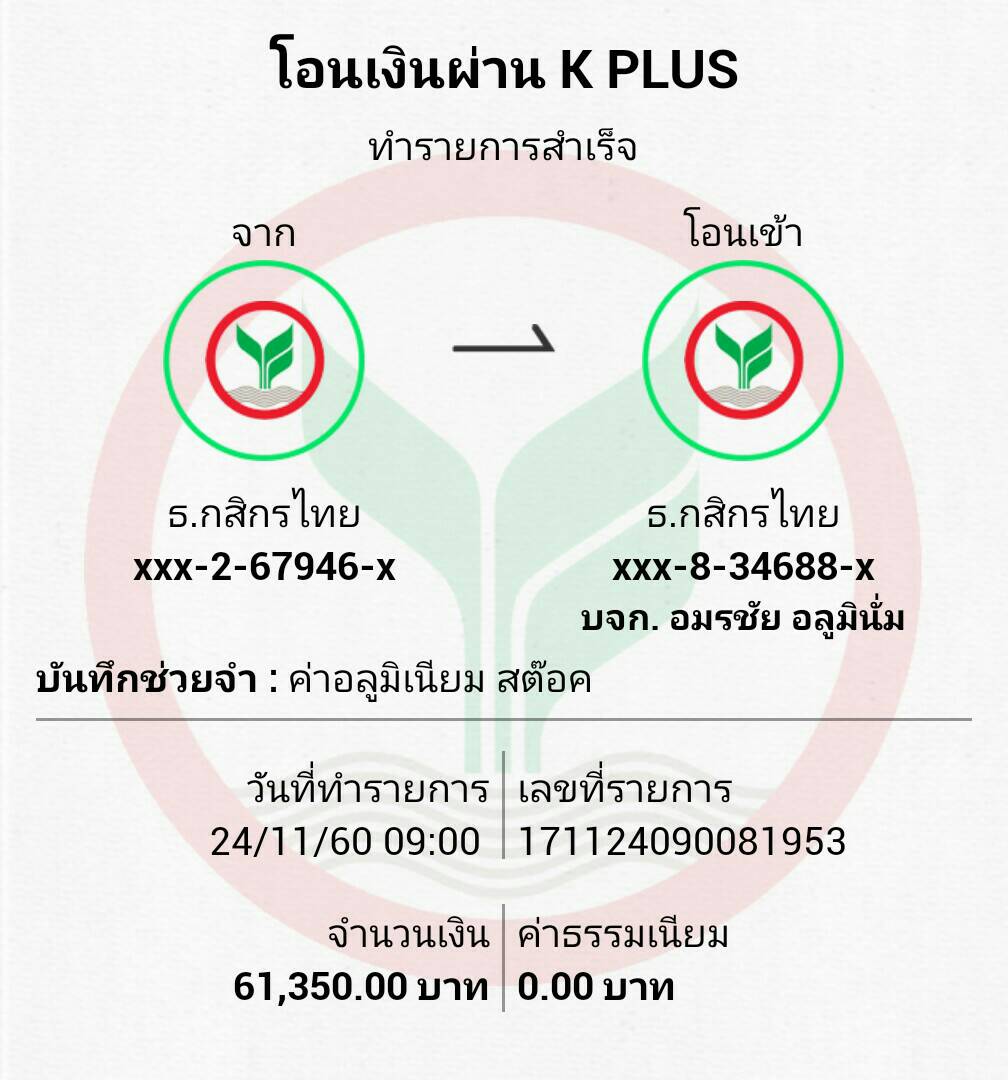 โอนเงินผ่าน K PLUS
ทำรายการสำเร็จ
จาก
โอนเข้า
ธ.กสิกรไทย
xxx-2-67946-x
ธ.กสิกรไทย
xxx-8-34688-x
บจก. อมรชัย อลูมินั่ม
บันทึกช่วยจำ : ค่าอลูมิเนียม สต๊อค
วันที่ทำรายการ
24/11/60 09:00
เลขที่รายการ
171124090081953
จำนวนเงิน
61,350.00 บาท
ค่าธรรมเนียม
0.00 บาท